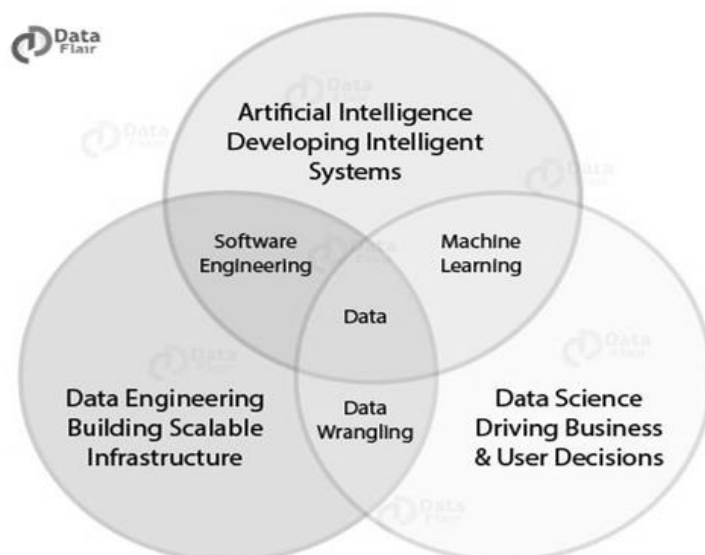 Data
Flair
Artificial Intelligence
Developing Intelligent
Systems
Software
Engineering
Machine
Learning
Data
Data Engineering
Building Scalable
Infrastructure
Data
Wrangling
Data Science
Driving Business
& User Decisions